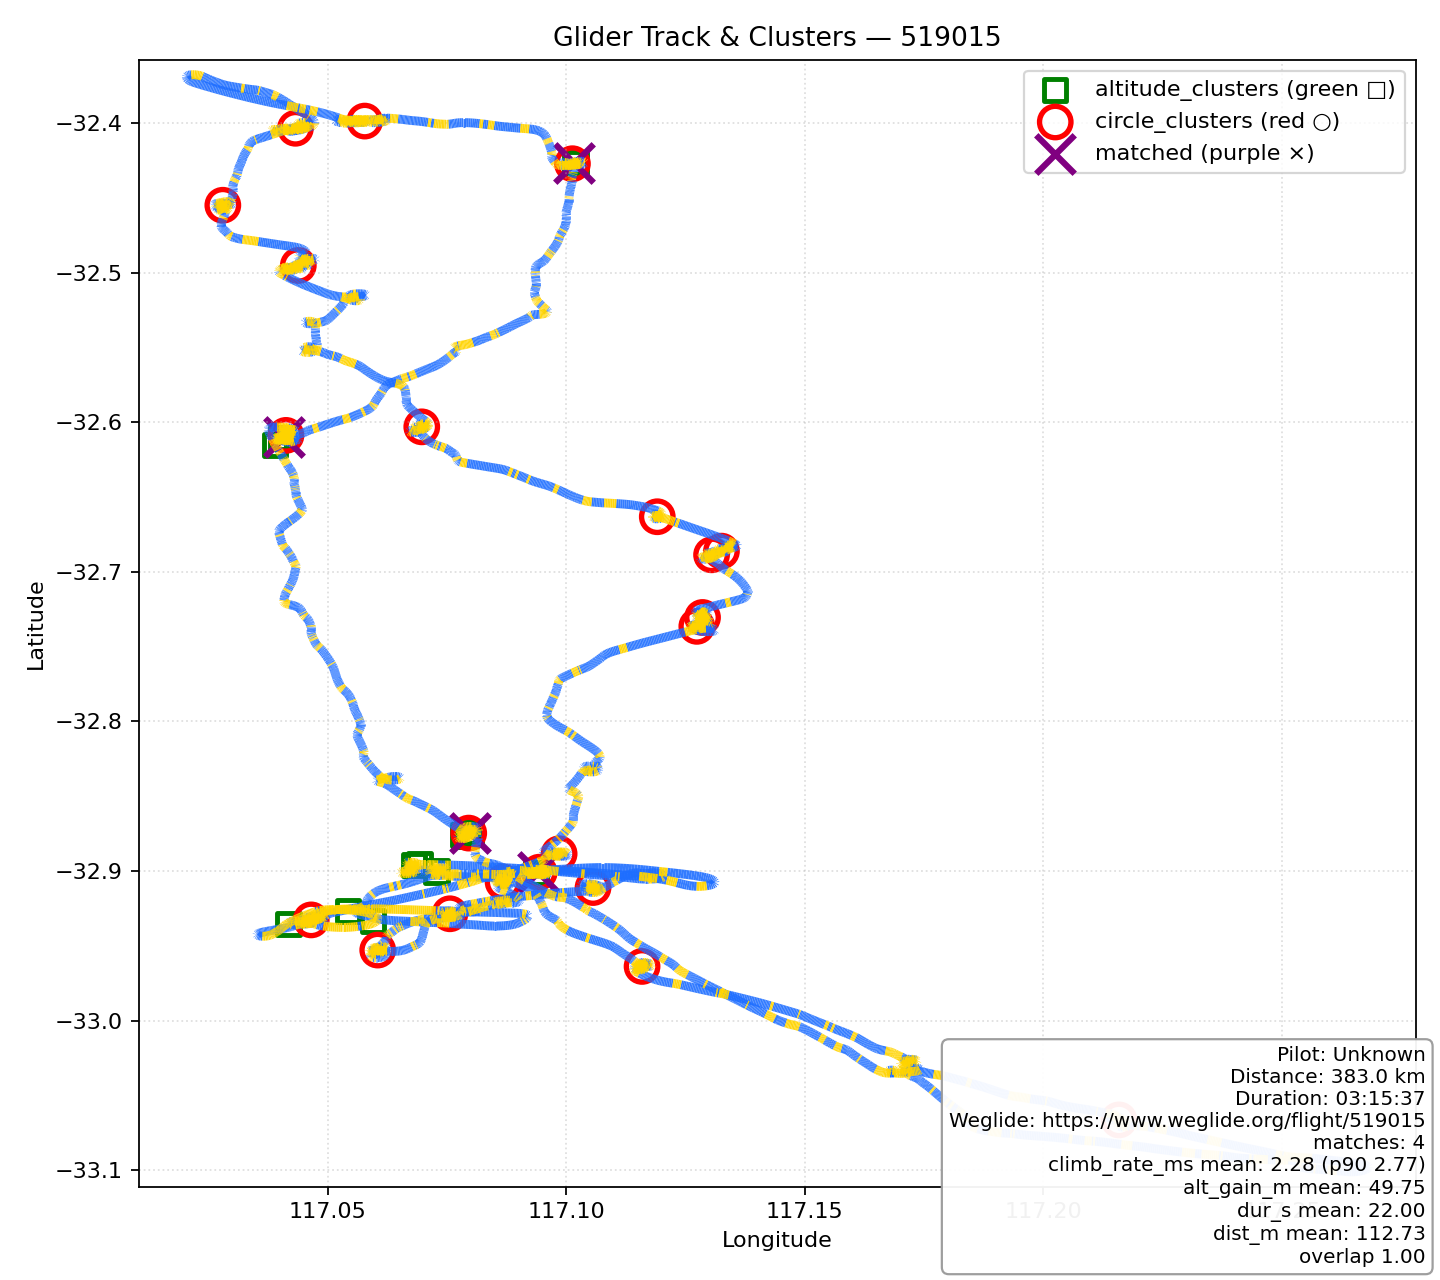 Glider Track & Clusters — 519015
altitude_clusters (green □)
circle_clusters (red ○)
matched (purple ×)
−32.4
−32.5
−32.6
−32.7
−32.8
−32.9
−33.0
−33.1
Latitude
117.05
117.10
117.15
117.20
Longitude
Pilot: Unknown
Distance: 383.0 km
Duration: 03:15:37
Weglide: https://www.weglide.org/flight/519015
matches: 4
climb_rate_ms mean: 2.28 (p90 2.77)
alt_gain_m mean: 49.75
dur_s mean: 22.00
dist_m mean: 112.73
overlap 1.00